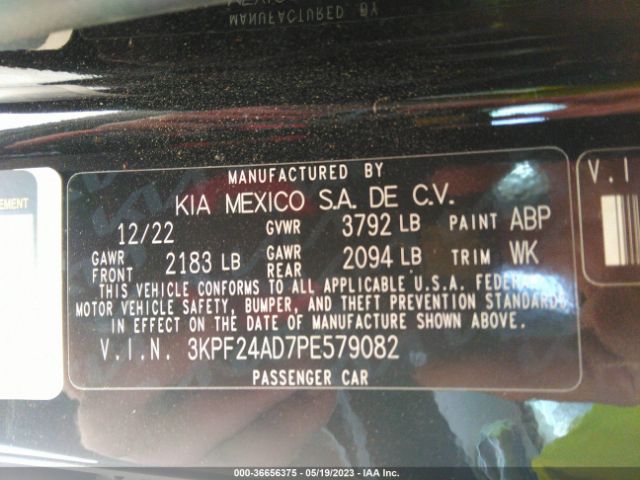 MANUFACTURED BY
EMENT
MANUFACTURED BY
KIA MEXICO S.A. DE C.V.
12/22 GVWR 3792 LB PAINT ABP
GAWR FRONT 2183 LB GAWR REAR 2094 LB TRIM WK
THIS VEHICLE CONFORMS TO ALL APPLICABLE U.S.A. FEDERAL
MOTOR VEHICLE SAFETY, BUMPER, AND THEFT PREVENTION STANDARDS
IN EFFECT ON THE DATE OF MANUFACTURE SHOWN ABOVE.
V.I.N. 3KPF24AD7PE579082
PASSENGER CAR
V.I
000-36656375 - 05/19/2023 - IAA Inc.